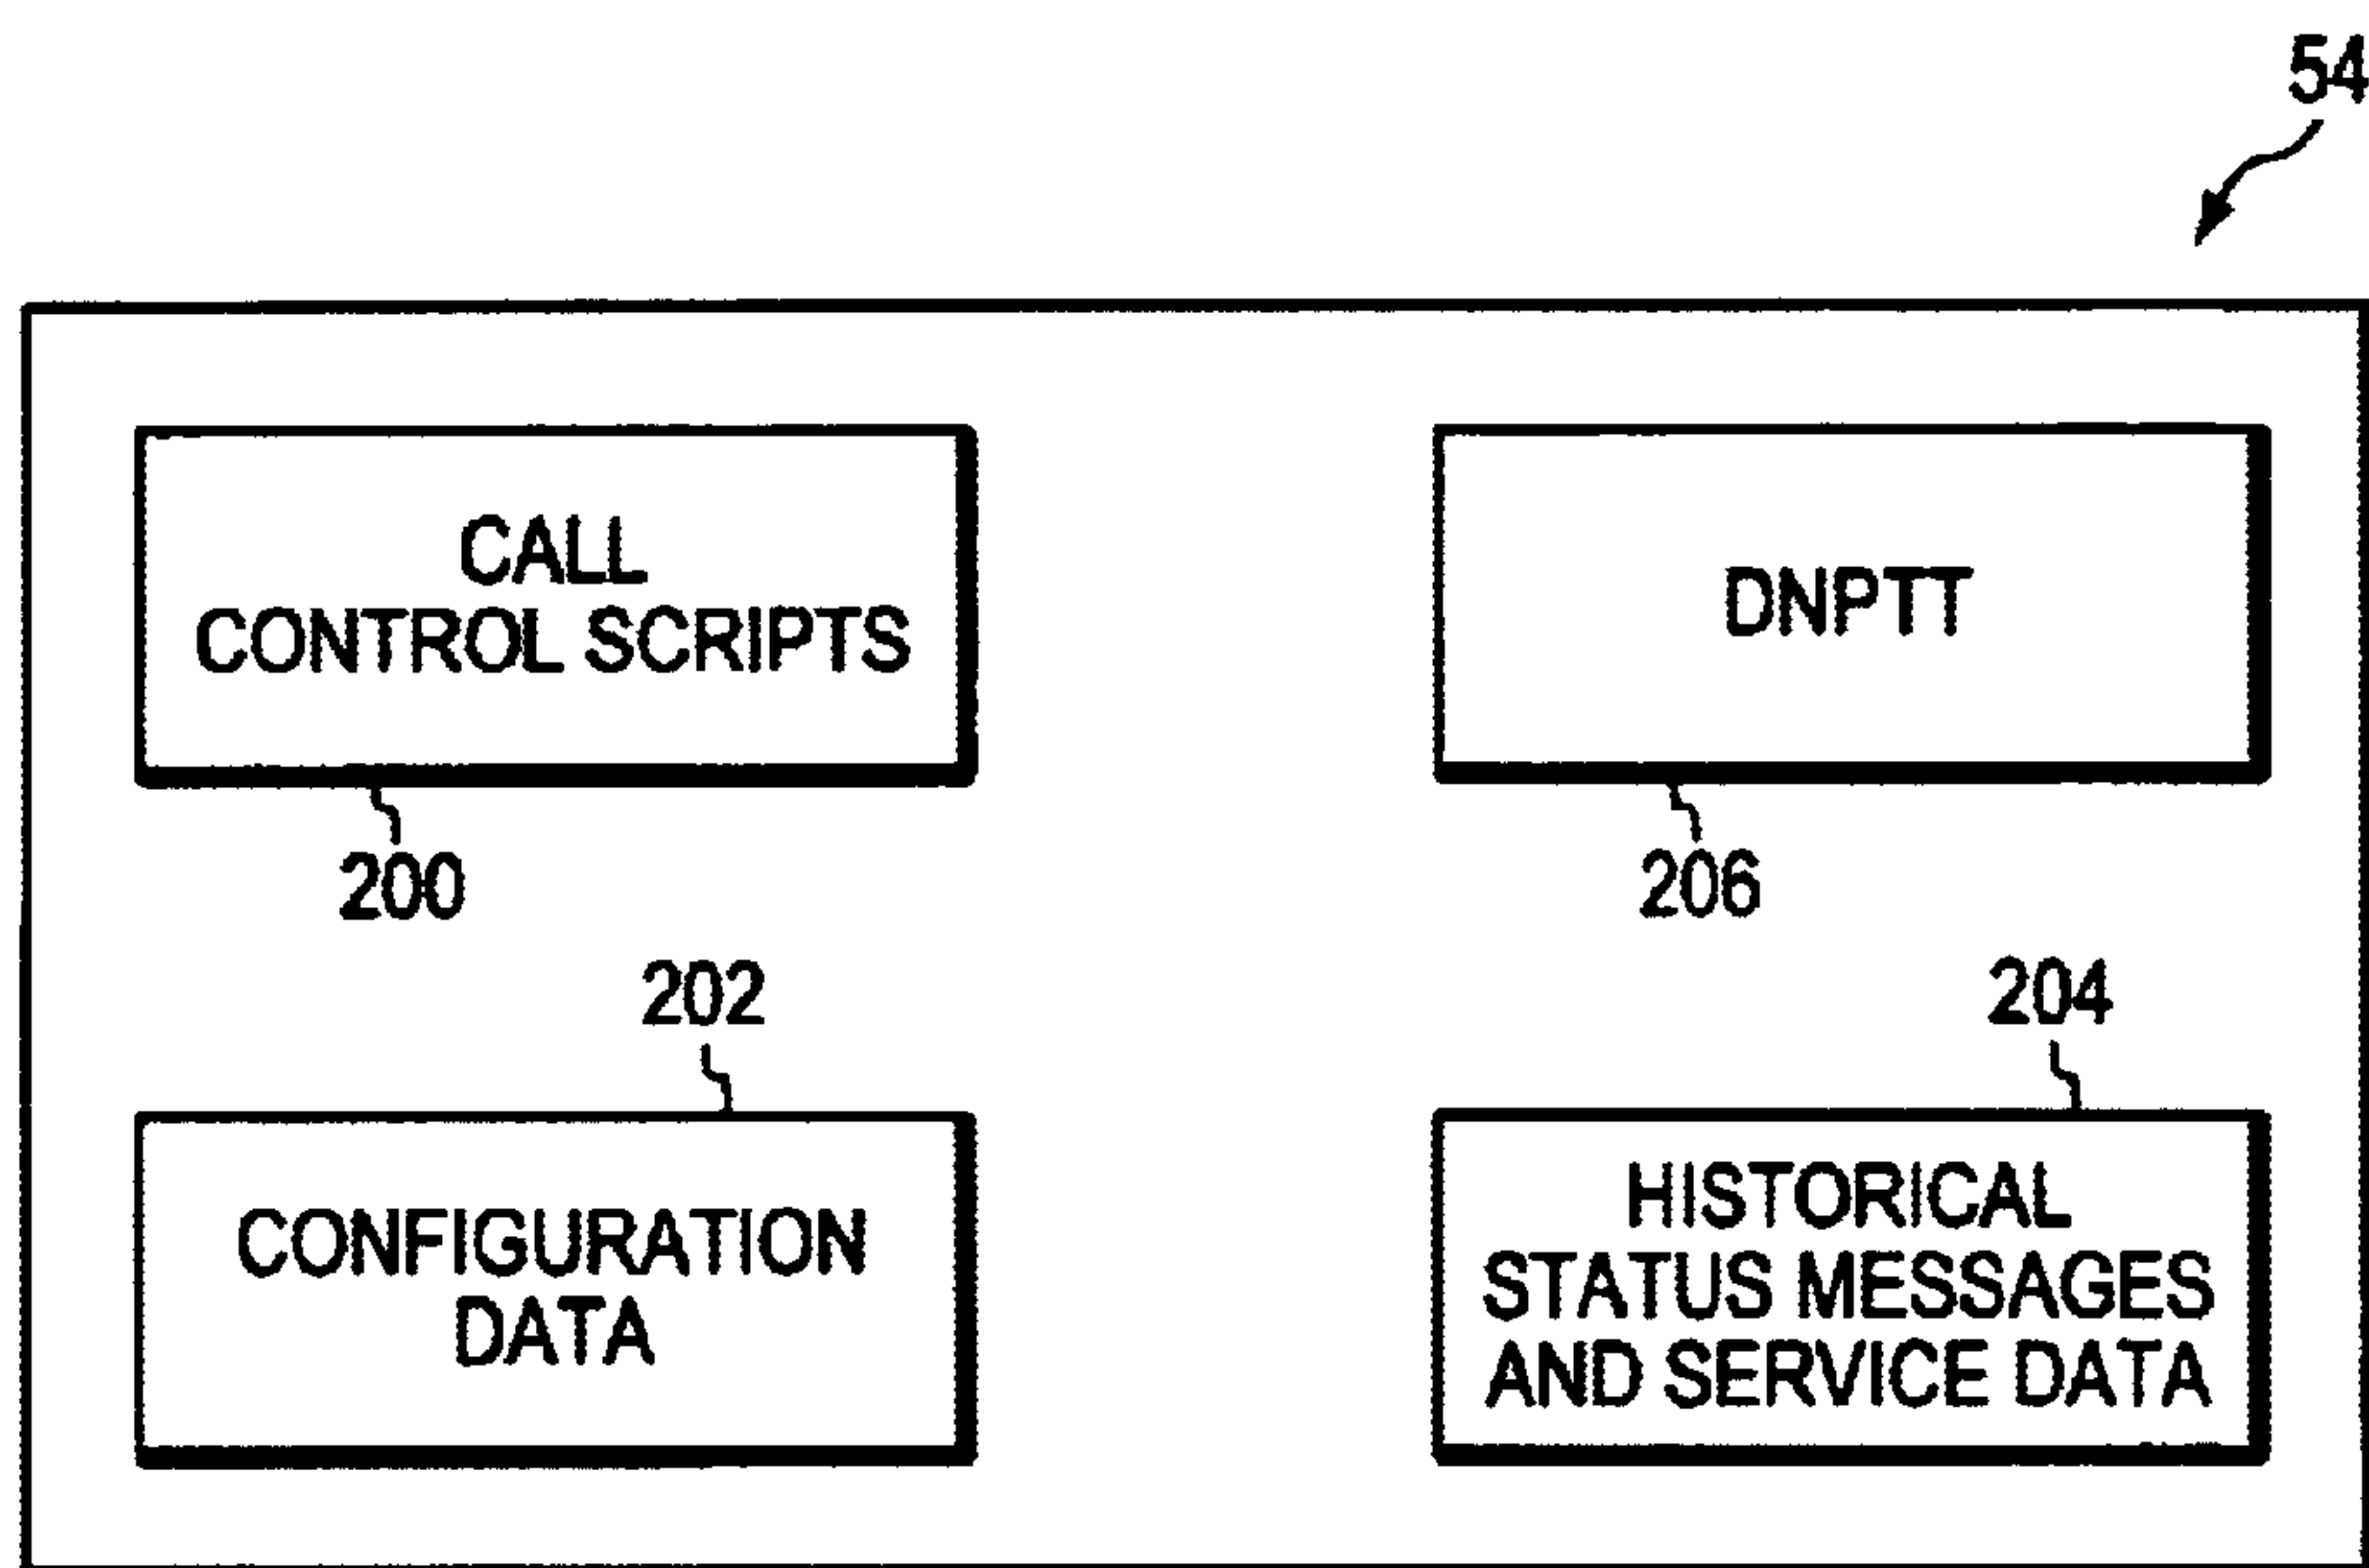 54
CALL
CONTROL SCRIPTS
DNPTT
200
206
202
204
CONFIGURATION
DATA
HISTORICAL
STATUS MESSAGES
AND SERVICE DATA